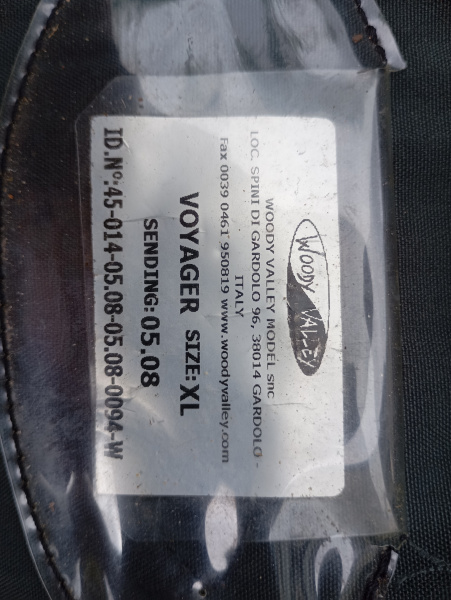 WOODY VALLEY
WOODY VALLEY MODEL snc
LOC. SPINI DI GARDOLO 96, 38014 GARDOLO -
ITALY
Fax 0039 0461 950819 www.woodyvalley.com
VOYAGER SIZE:XL
SENDING:05.08
ID.Nº:45-014-05.08-05.08-0094-W